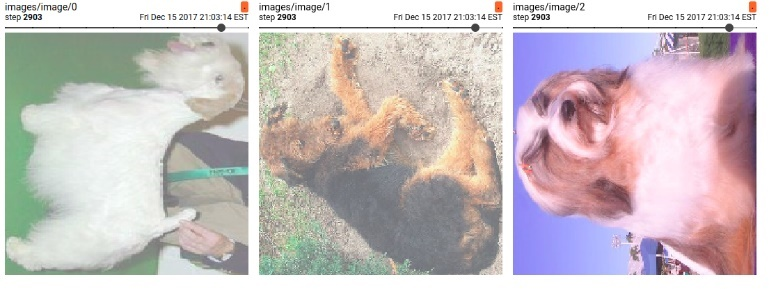 images/image/0
step 2903 Fri Dec 15 2017 21:03:14 EST
images/image/1
step 2903 Fri Dec 15 2017 21:03:14 EST
images/image/2
step 2903 Fri Dec 15 2017 21:03:14 EST